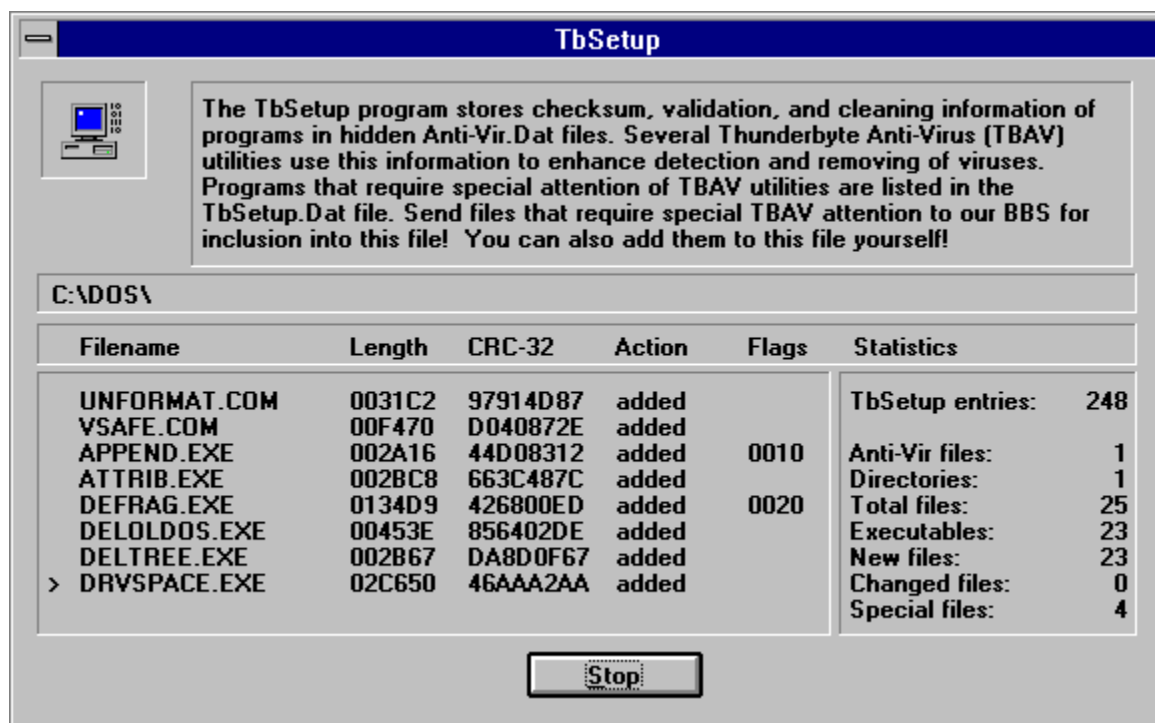 TbSetup
The TbSetup program stores checksum, validation, and cleaning information of
programs in hidden Anti-Vir.Dat files. Several Thunderbyte Anti-Virus (TBAV)
utilities use this information to enhance detection and removing of viruses.
Programs that require special attention of TBAV utilities are listed in the
TbSetup.Dat file. Send files that require special TBAV attention to our BBS for
inclusion into this file!  You can also add them to this file yourself!
C:\DOS\
Filename Length CRC-32 Action Flags Statistics
UNFORMAT.COM 0031C2 97914D87 added TbSetup entries: 248
VSAFE.COM 00F470 D040872E added
APPEND.EXE 002A16 44D08312 added 0010 Anti-Vir files: 1
ATTRIB.EXE 002BC8 663C487C added Directories: 1
DEFRAG.EXE 0134D9 426800ED added 0020 Total files: 25
DELOLDOS.EXE 00453E 856402DE added Executables: 23
DELTREE.EXE 002B67 DA8D0F67 added New files: 23
> DRVSPACE.EXE 02C650 46AAA2AA added Changed files: 0
Special files: 4
Stop